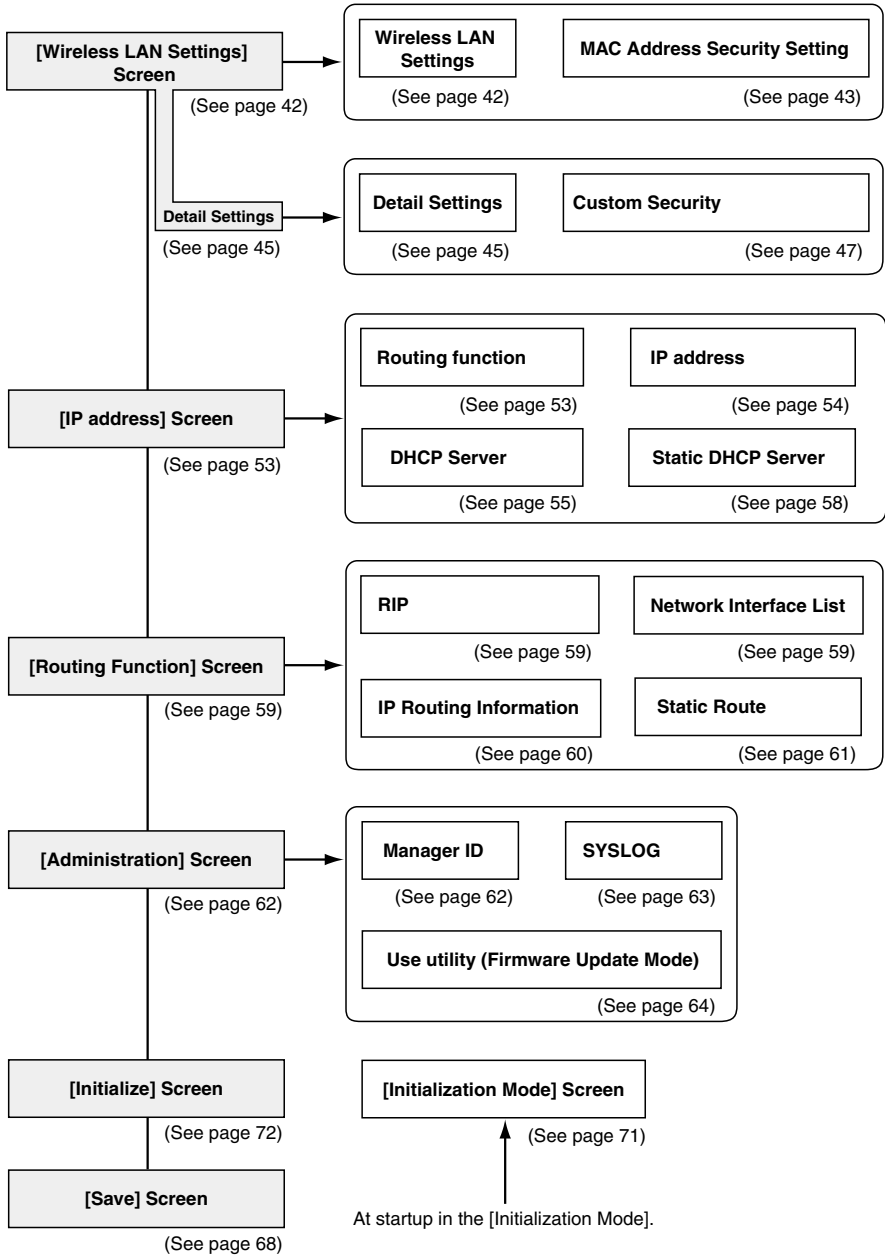 [Wireless LAN Settings]
Screen
(See page 42)
Wireless LAN
Settings
(See page 42)
MAC Address Security Setting
(See page 43)
Detail Settings
(See page 45)
Detail Settings
(See page 45)
Custom Security
(See page 47)
[IP address] Screen
(See page 53)
Routing function
(See page 53)
IP address
(See page 54)
DHCP Server
(See page 55)
Static DHCP Server
(See page 58)
[Routing Function] Screen
(See page 59)
RIP
(See page 59)
Network Interface List
(See page 59)
IP Routing Information
(See page 60)
Static Route
(See page 61)
[Administration] Screen
(See page 62)
Manager ID
(See page 62)
SYSLOG
(See page 63)
Use utility (Firmware Update Mode)
(See page 64)
[Initialize] Screen
(See page 72)
[Initialization Mode] Screen
(See page 71)
At startup in the [Initialization Mode].
[Save] Screen
(See page 68)